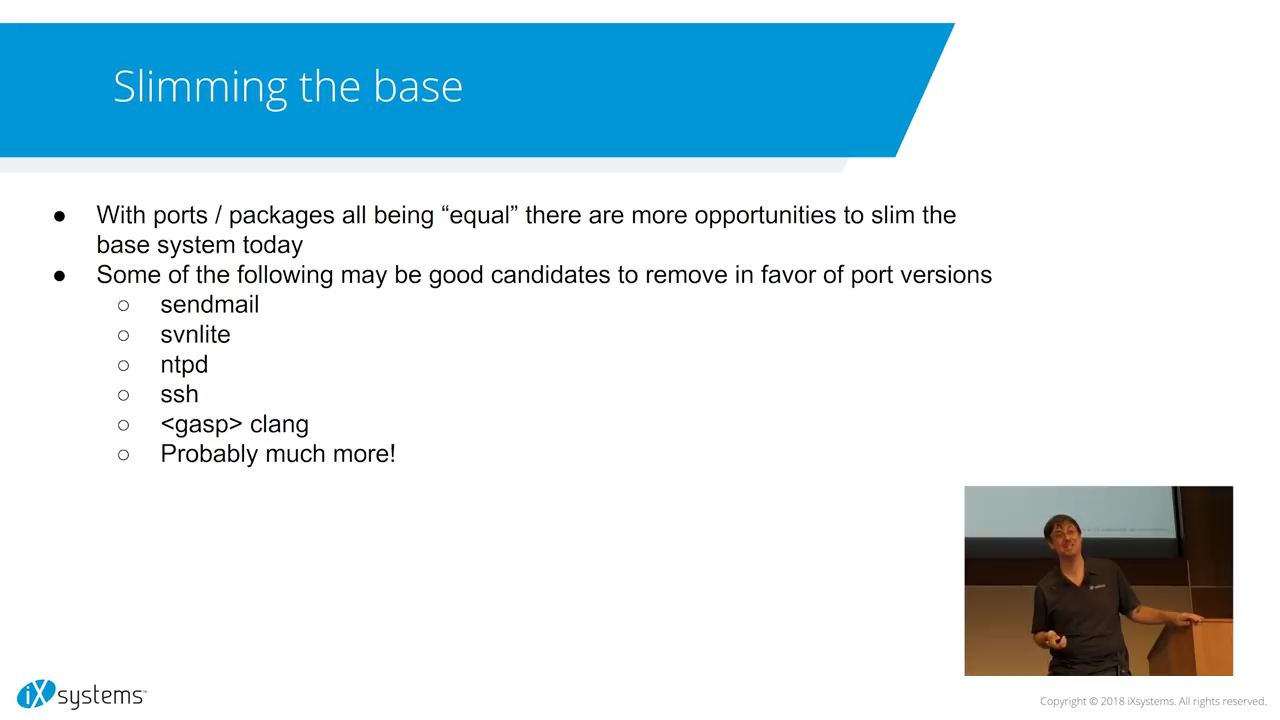 Slimming the base
● With ports / packages all being “equal” there are more opportunities to slim the
base system today
● Some of the following may be good candidates to remove in favor of port versions
○ sendmail
○ svnlite
○ ntpd
○ ssh
○ <gasp> clang
○ Probably much more!
iXsystems™
Copyright © 2018 iXsystems. All rights reserved.